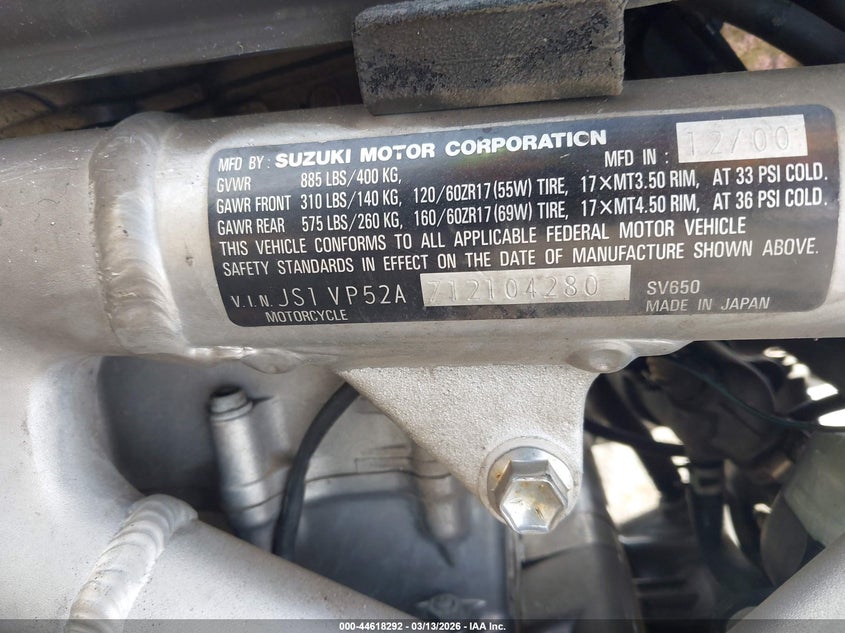 MFD BY : SUZUKI MOTOR CORPORATION MFD IN : 12/00
GVWR 885 LBS/400 KG,
GAWR FRONT 310 LBS/140 KG, 120/60ZR17(55W) TIRE, 17×MT3.50 RIM, AT 33 PSI COLD.
GAWR REAR 575 LBS/260 KG, 160/60ZR17(69W) TIRE, 17×MT4.50 RIM, AT 36 PSI COLD.
THIS VEHICLE CONFORMS TO ALL APPLICABLE FEDERAL MOTOR VEHICLE
SAFETY STANDARDS IN EFFECT ON THE DATE OF MANUFACTURE SHOWN ABOVE.
V.I.N. JS1VP52A 712104280 SV650
MOTORCYCLE MADE IN JAPAN
000-44618292 - 03/13/2026 - IAA Inc.